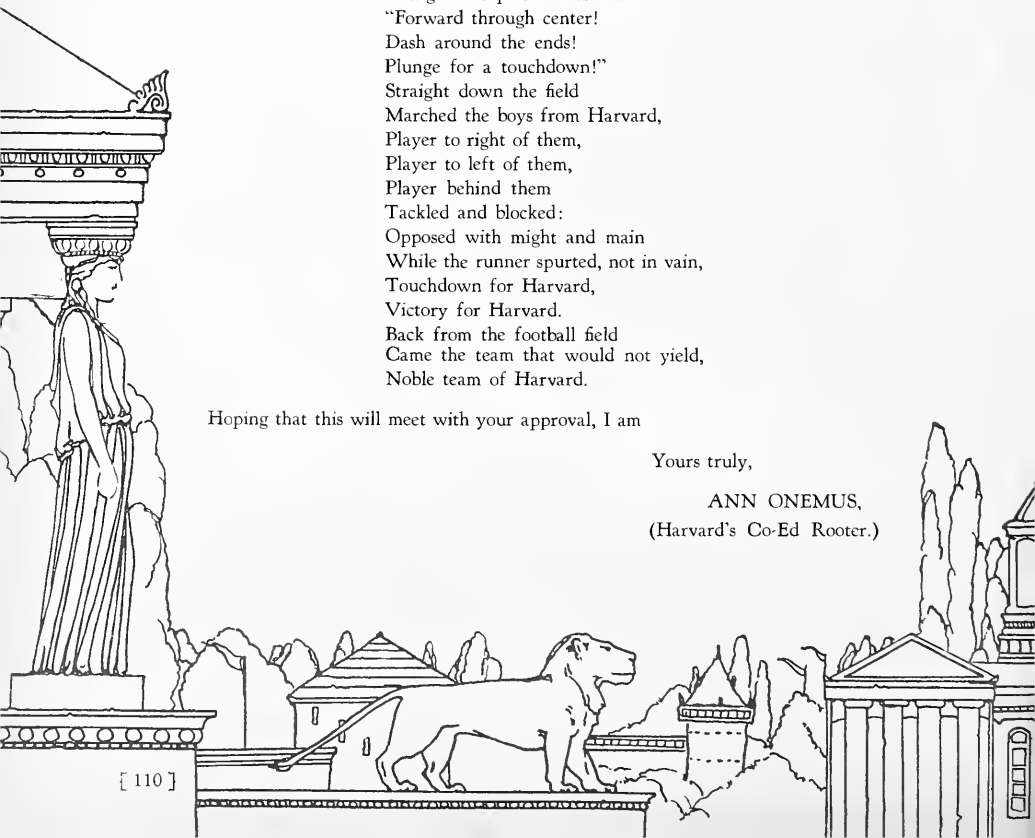 "Forward through center!
Dash around the ends!
Plunge for a touchdown!"
Straight down the field
Marched the boys from Harvard,
Player to right of them,
Player to left of them,
Player behind them
Tackled and blocked:
Opposed with might and main
While the runner spurted, not in vain,
Touchdown for Harvard,
Victory for Harvard.
Back from the football field
Came the team that would not yield,
Noble team of Harvard.
Hoping that this will meet with your approval, I am
Yours truly,
ANN ONEMUS,
(Harvard's Co-Ed Rooter.)
[ 110 ]